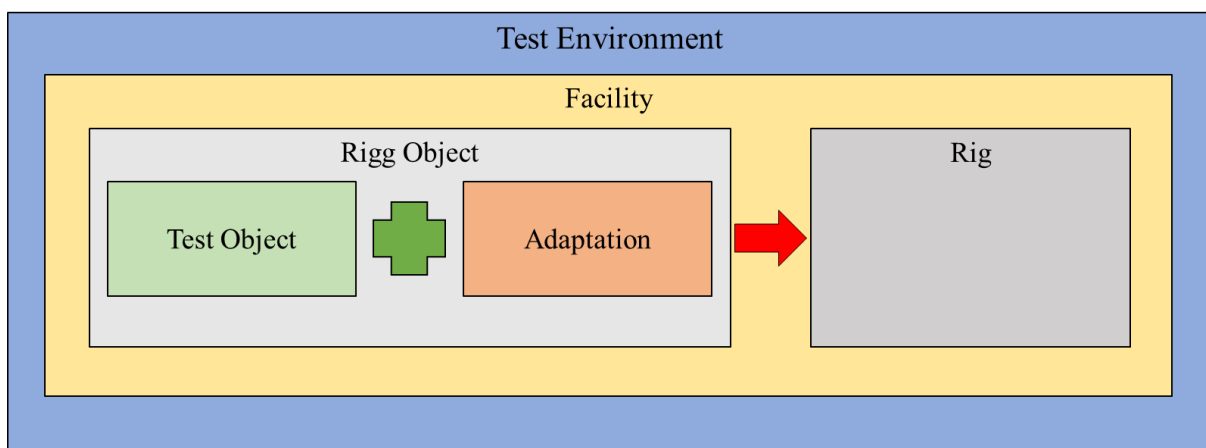 Test Environment
Facility
Rigg Object
Rig
Test Object
Adaptation